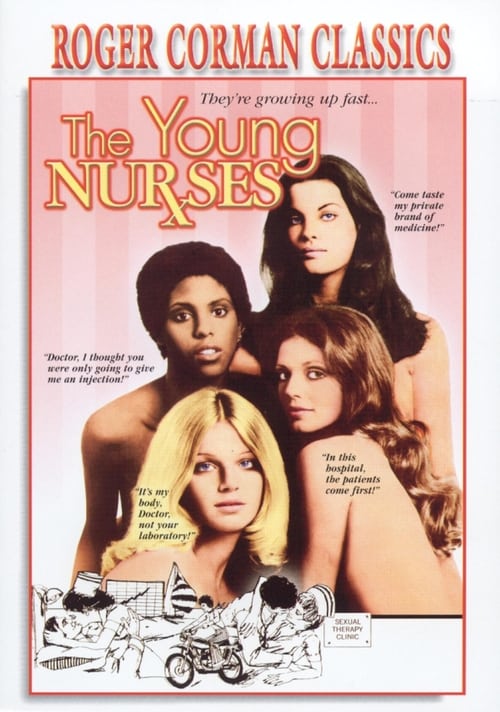 ROGER CORMAN CLASSICS
They're growing up fast...
The Young
NURSES
"Come taste
my private
brand of
medicine!"
"Doctor, I thought you
were only going to give
me an injection!"
"In this
hospital,
the patients
come first!"
"It's my
body,
Doctor,
not your
laboratory!"
SEXUAL
THERAPY
CLINIC